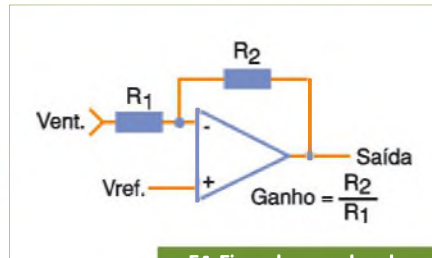 R2
R1
Vent.
-
Vref.
+
Saída
Ganho = R2/R1